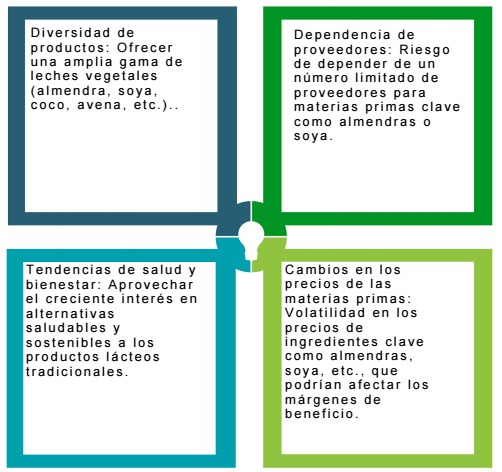 Diversidad de
productos: Ofrecer
una amplia gama de
leches vegetales
(almendra, soya,
coco, avena, etc.)..
Dependencia de
proveedores: Riesgo
de depender de un
número limitado de
proveedores para
materias primas clave
como almendras o
soya.
Tendencias de salud y
bienestar: Aprovechar
el creciente interés en
alternativas
saludables y
sostenibles a los
productos lácteos
tradicionales.
Cambios en los
precios de las
materias primas:
Volatilidad en los
precios de
ingredientes clave
como almendras,
soya, etc., que
podrían afectar los
márgenes de
beneficio.